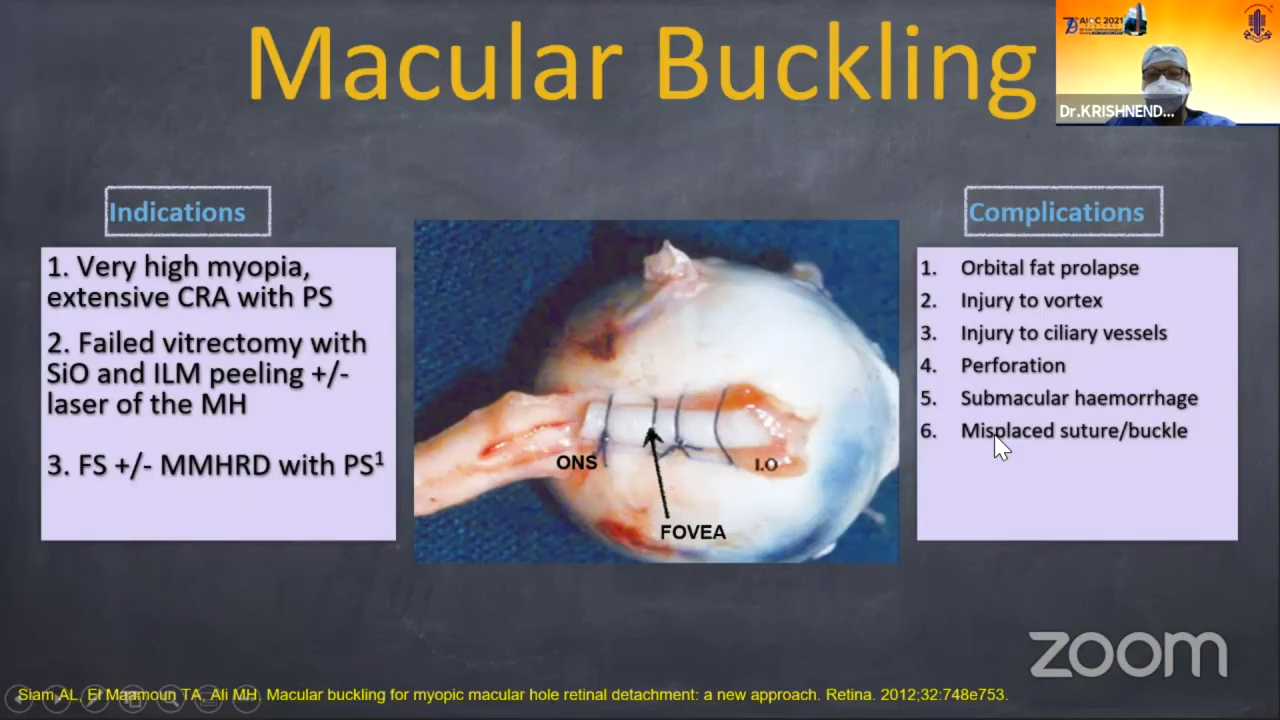 Macular Buckling
AIOC 2021
Dr.KRISHNEND...
Indications
1. Very high myopia,
extensive CRA with PS
2. Failed vitrectomy with
SiO and ILM peeling +/-
laser of the MH
3. FS +/- MMHRD with PS¹
ONS
I.O
FOVEA
Complications
1. Orbital fat prolapse
2. Injury to vortex
3. Injury to ciliary vessels
4. Perforation
5. Submacular haemorrhage
6. Misplaced suture/buckle
zoom
Siam AL, El Maamoun TA, Ali MH. Macular buckling for myopic macular hole retinal detachment: a new approach. Retina. 2012;32:748e753.